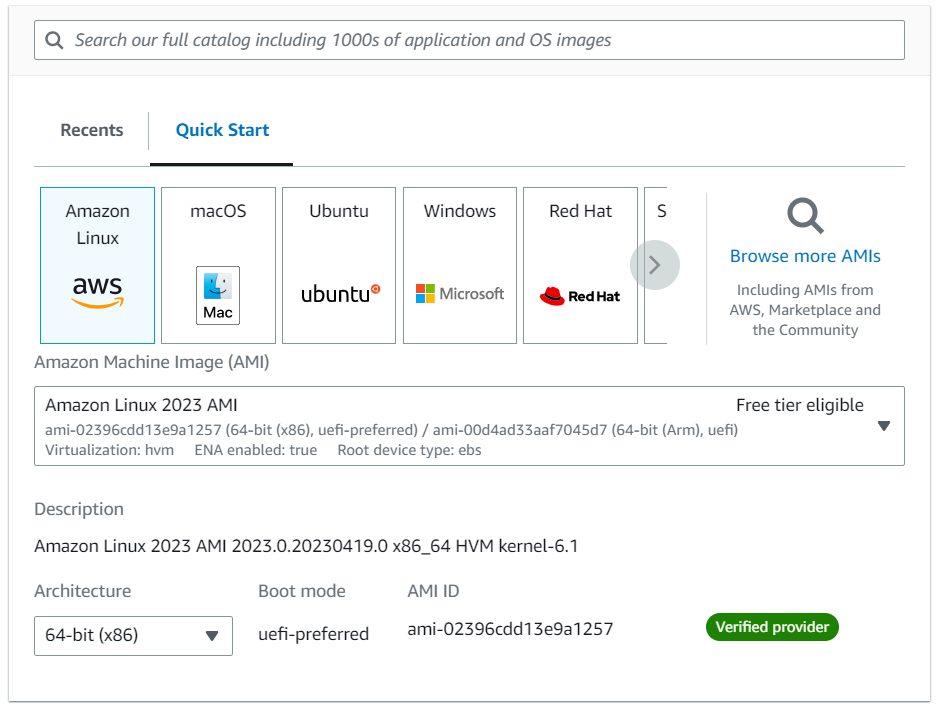 Search our full catalog including 1000s of application and OS images
Recents
Quick Start
Amazon
Linux
aws
macOS
Mac
Ubuntu
ubuntu
Windows
Microsoft
Red Hat
Red Hat
S
Browse more AMIs
Including AMIs from
AWS, Marketplace and
the Community
Amazon Machine Image (AMI)
Amazon Linux 2023 AMI
Free tier eligible
ami-02396cdd13e9a1257 (64-bit (x86), uefi-preferred) / ami-00d4ad33aaf7045d7 (64-bit (Arm), uefi)
Virtualization: hvm ENA enabled: true Root device type: ebs
Description
Amazon Linux 2023 AMI 2023.0.20230419.0 x86_64 HVM kernel-6.1
Architecture
Boot mode
AMI ID
64-bit (x86)
uefi-preferred
ami-02396cdd13e9a1257
Verified provider